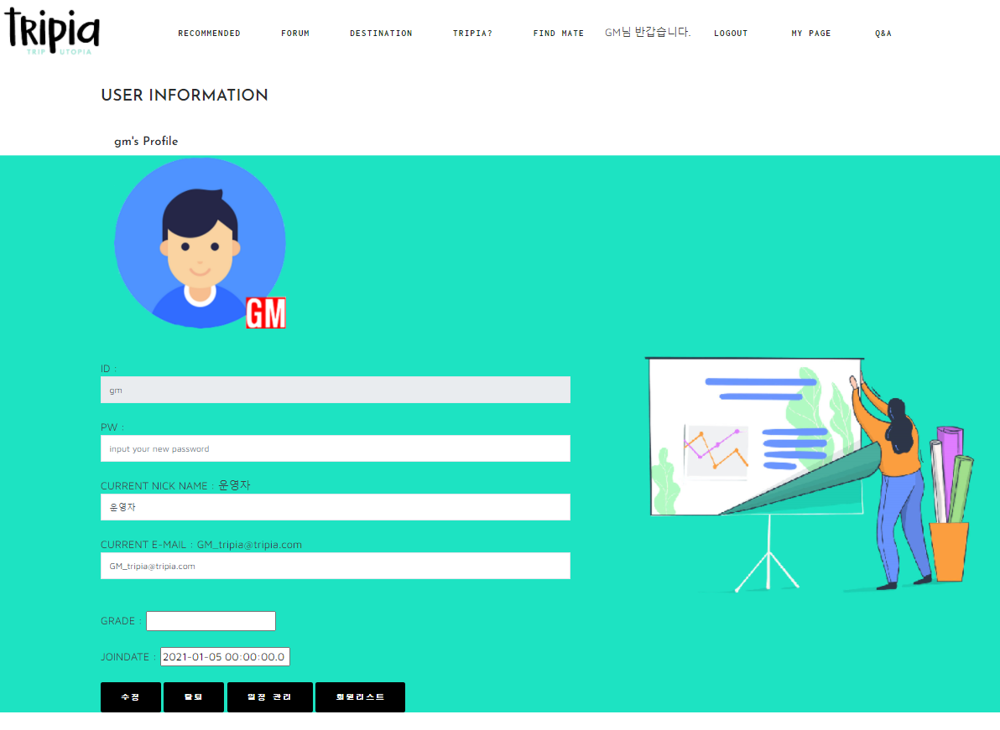 tripia
TRIP UTOPIA
RECOMMENDED FORUM DESTINATION TRIPIA? FIND MATE GM님 반갑습니다. LOGOUT MY PAGE Q&A
USER INFORMATION
gm's Profile
GM
ID :
gm
PW :
input your new password
CURRENT NICK NAME : 운영자
운영자
CURRENT E-MAIL : GM_tripia@tripia.com
GM_tripia@tripia.com
GRADE :
JOINDATE : 2021-01-05 00:00:00.0
수정 탈퇴 일정 관리 회원리스트